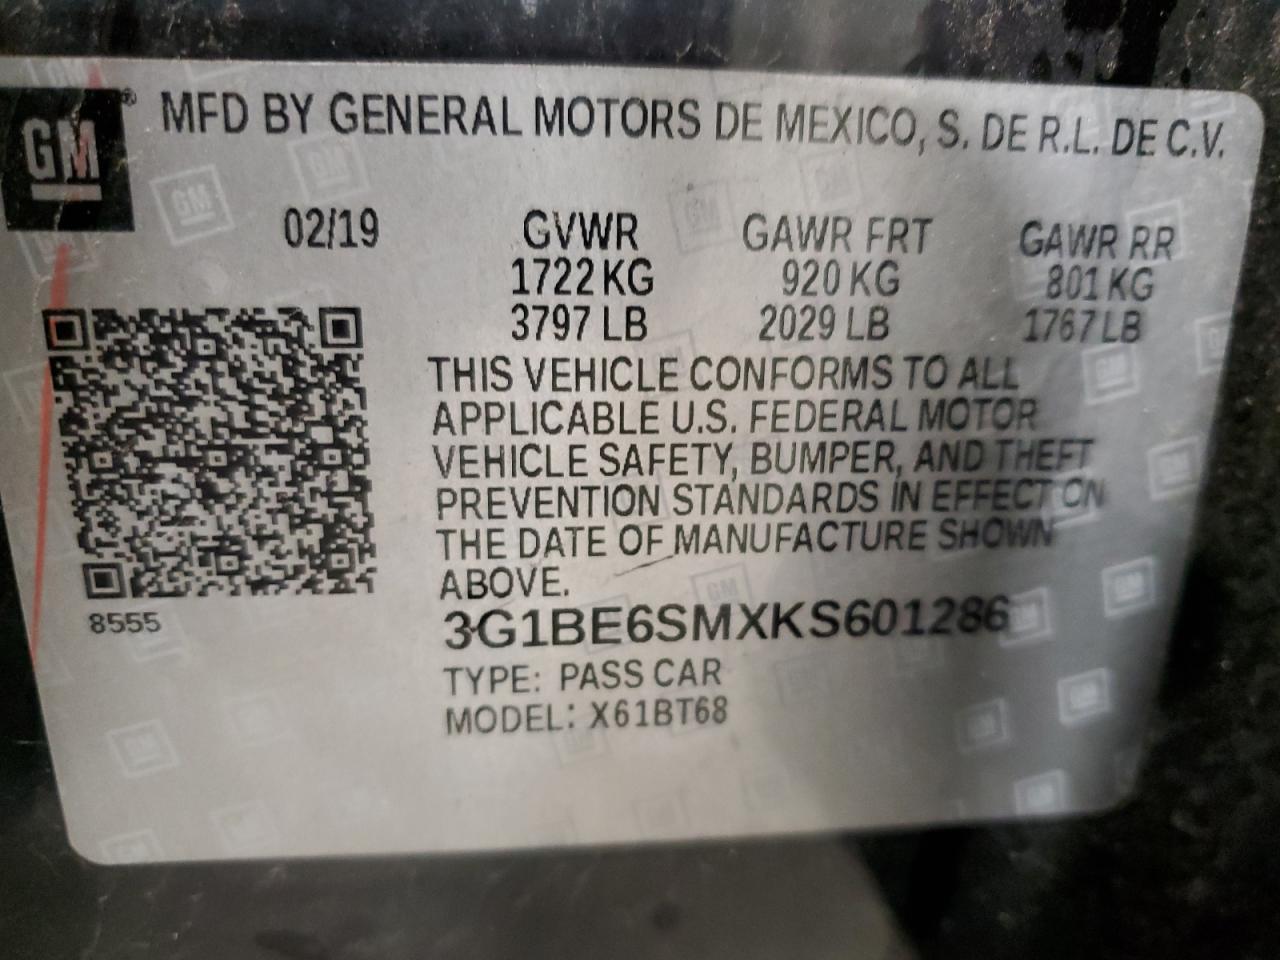 GM® MFD BY GENERAL MOTORS DE MEXICO, S. DE R.L. DE C.V.
02/19 GVWR GAWR FRT GAWR RR
1722 KG 920 KG 801 KG
3797 LB 2029 LB 1767 LB
THIS VEHICLE CONFORMS TO ALL
APPLICABLE U.S. FEDERAL MOTOR
VEHICLE SAFETY, BUMPER, AND THEFT
PREVENTION STANDARDS IN EFFECT ON
THE DATE OF MANUFACTURE SHOWN
ABOVE.
8555
3G1BE6SMXKS601286
TYPE: PASS CAR
MODEL: X61BT68